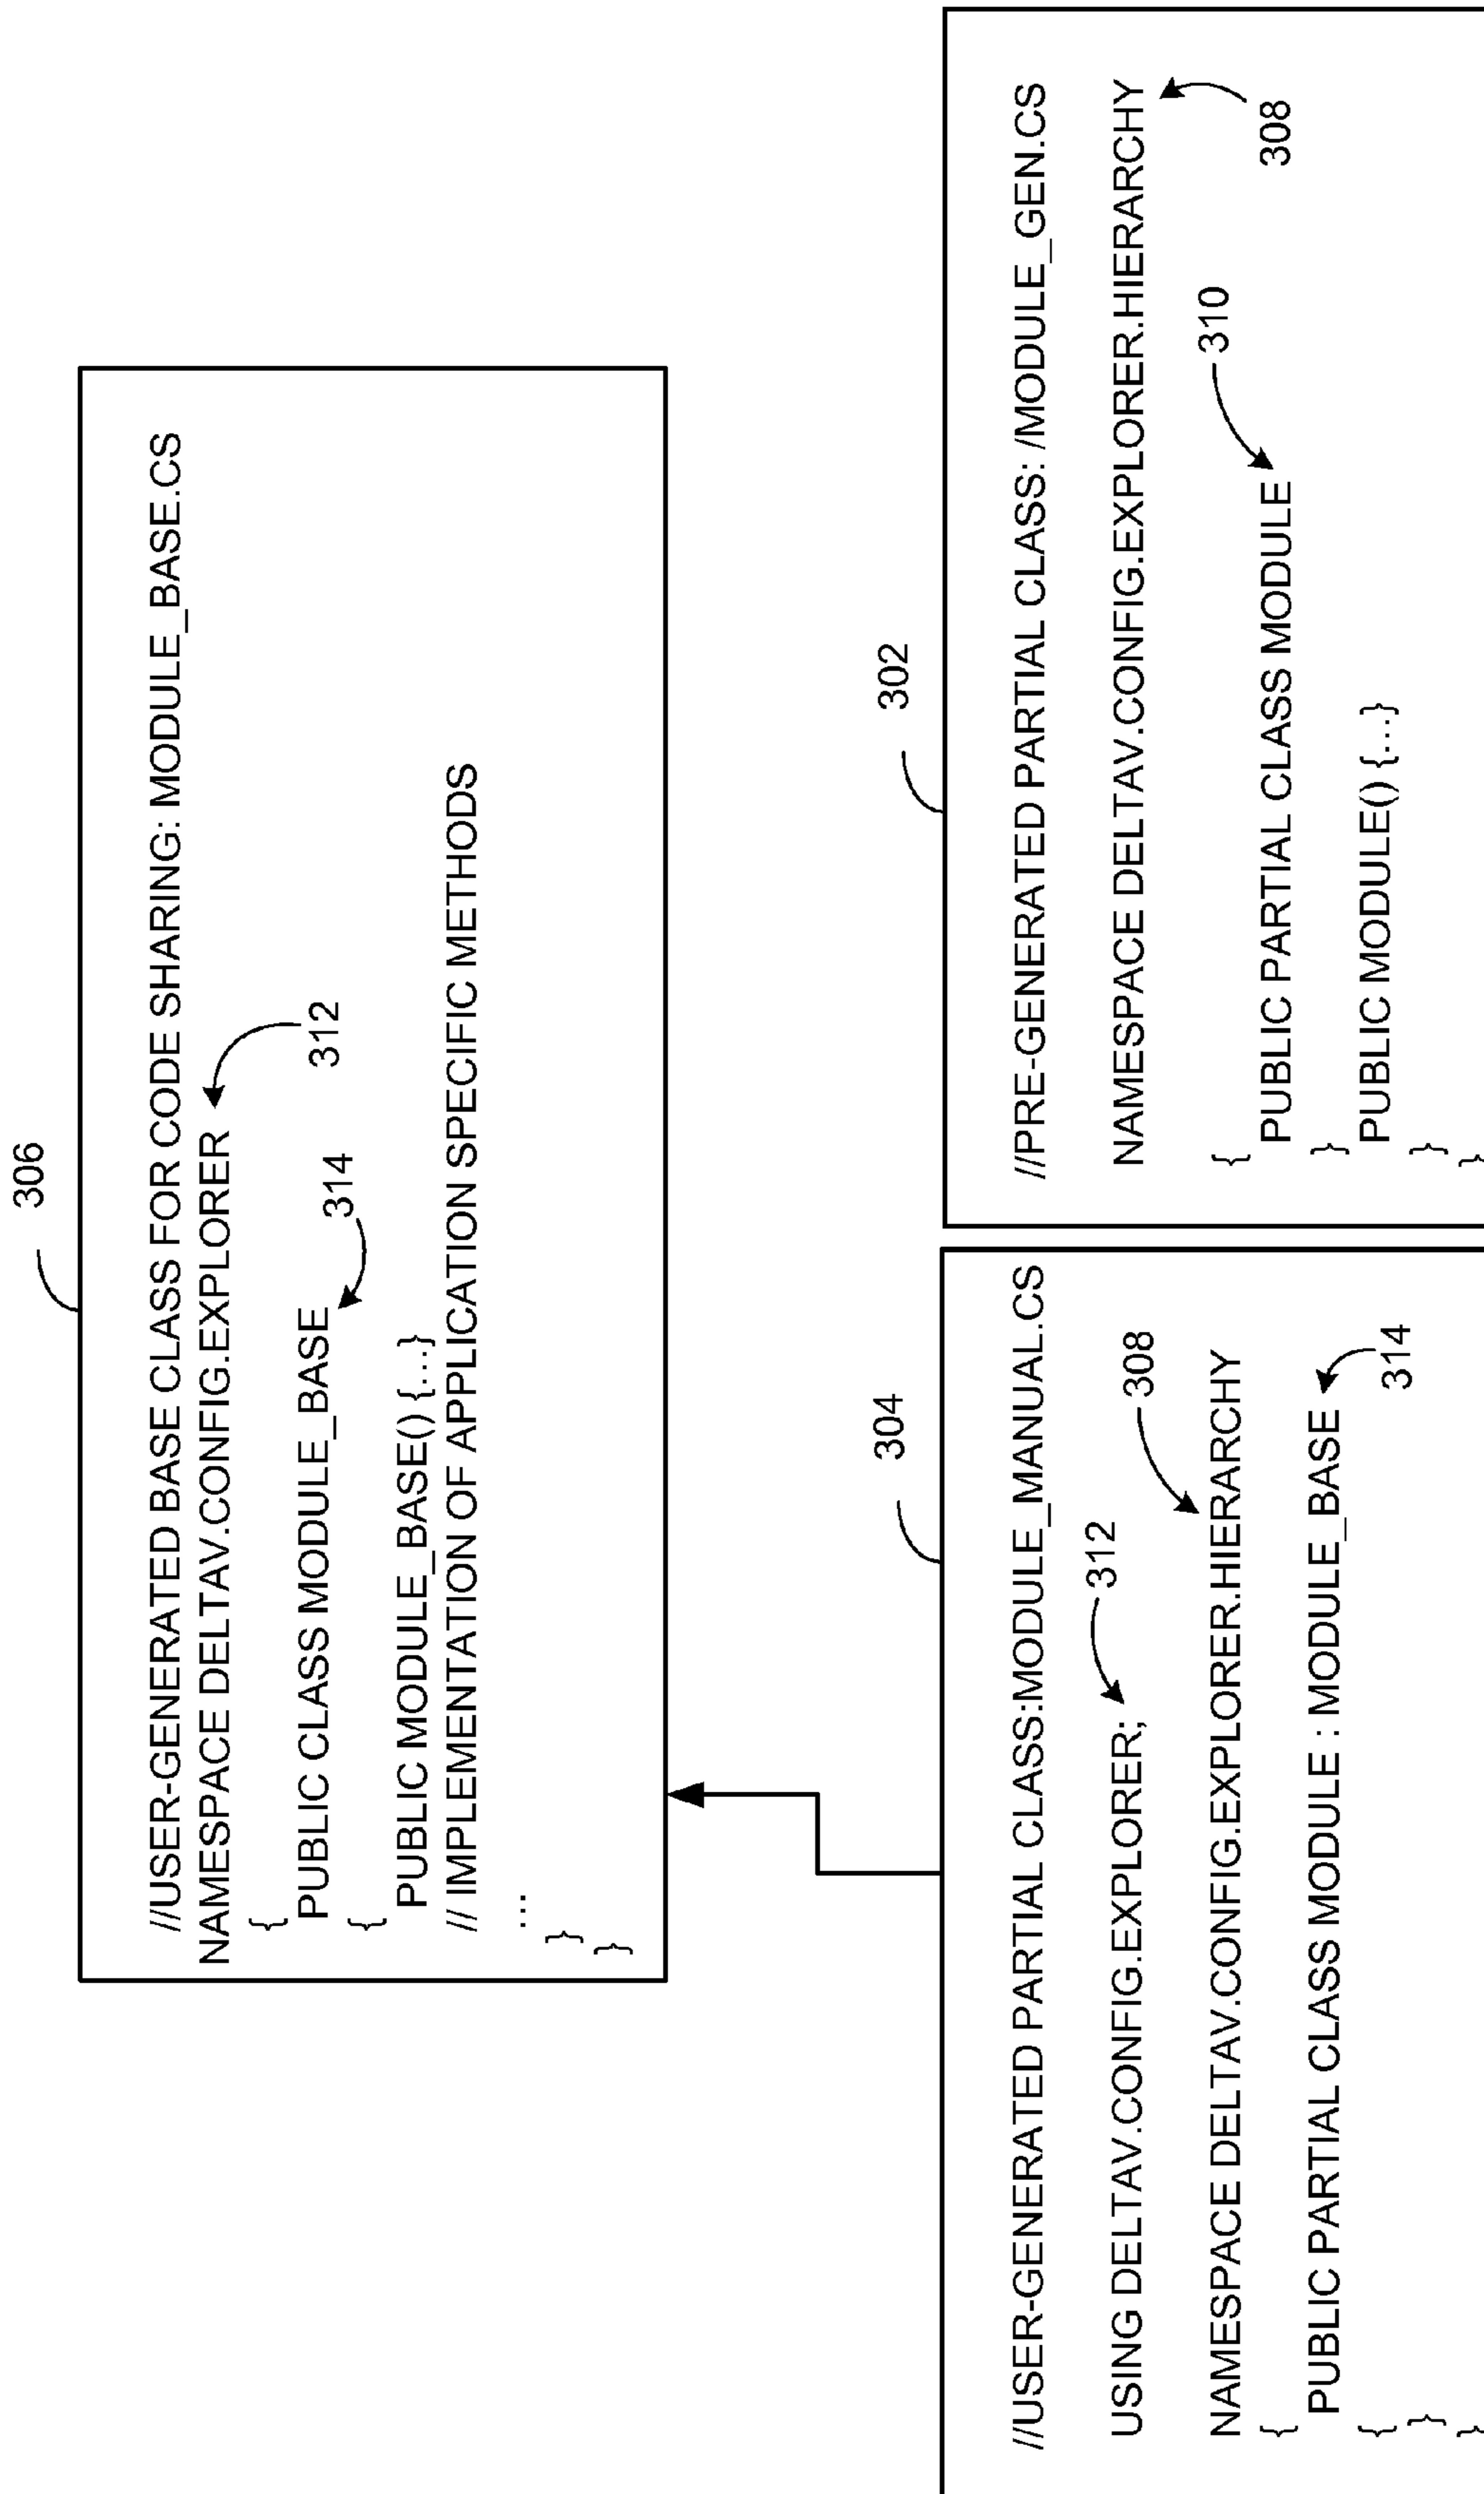 306
//USER-GENERATED BASE CLASS FOR CODE SHARING: MODULE_BASE.CS
NAMESPACE DELTAV.CONFIG.EXPLORER
312
{
PUBLIC CLASS MODULE_BASE
314
{
PUBLIC MODULE_BASE() {...}
// IMPLEMENTATION OF APPLICATION SPECIFIC METHODS
...
}
}
304
//USER-GENERATED PARTIAL CLASS:MODULE_MANUAL.CS
312
USING DELTAV.CONFIG.EXPLORER;
308
NAMESPACE DELTAV.CONFIG.EXPLORER.HIERARCHY
{
PUBLIC PARTIAL CLASS MODULE : MODULE_BASE
314
{
}
}
302
//PRE-GENERATED PARTIAL CLASS: /MODULE_GEN.CS
NAMESPACE DELTAV.CONFIG.EXPLORER.HIERARCHY
308
310
{
PUBLIC PARTIAL CLASS MODULE
}
PUBLIC MODULE() {...}
}
}